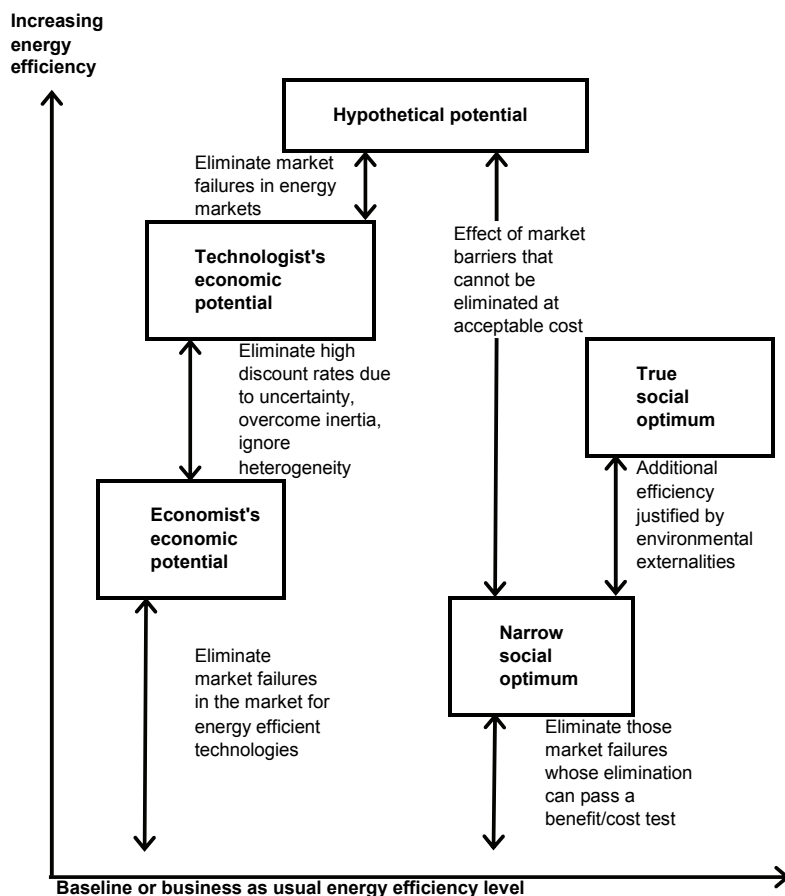 Increasing
energy
efficiency
Hypothetical potential
Eliminate market
failures in energy
markets
Technologist's
economic
potential
Effect of market
barriers that
cannot be
eliminated at
acceptable cost
Eliminate high
discount rates due
to uncertainty,
overcome inertia,
ignore
heterogeneity
True
social
optimum
Additional
efficiency
justified by
environmental
externalities
Economist's
economic
potential
Narrow
social
optimum
Eliminate
market failures
in the market for
energy efficient
technologies
Eliminate those
market failures
whose elimination
can pass a
benefit/cost test
Baseline or business as usual energy efficiency level